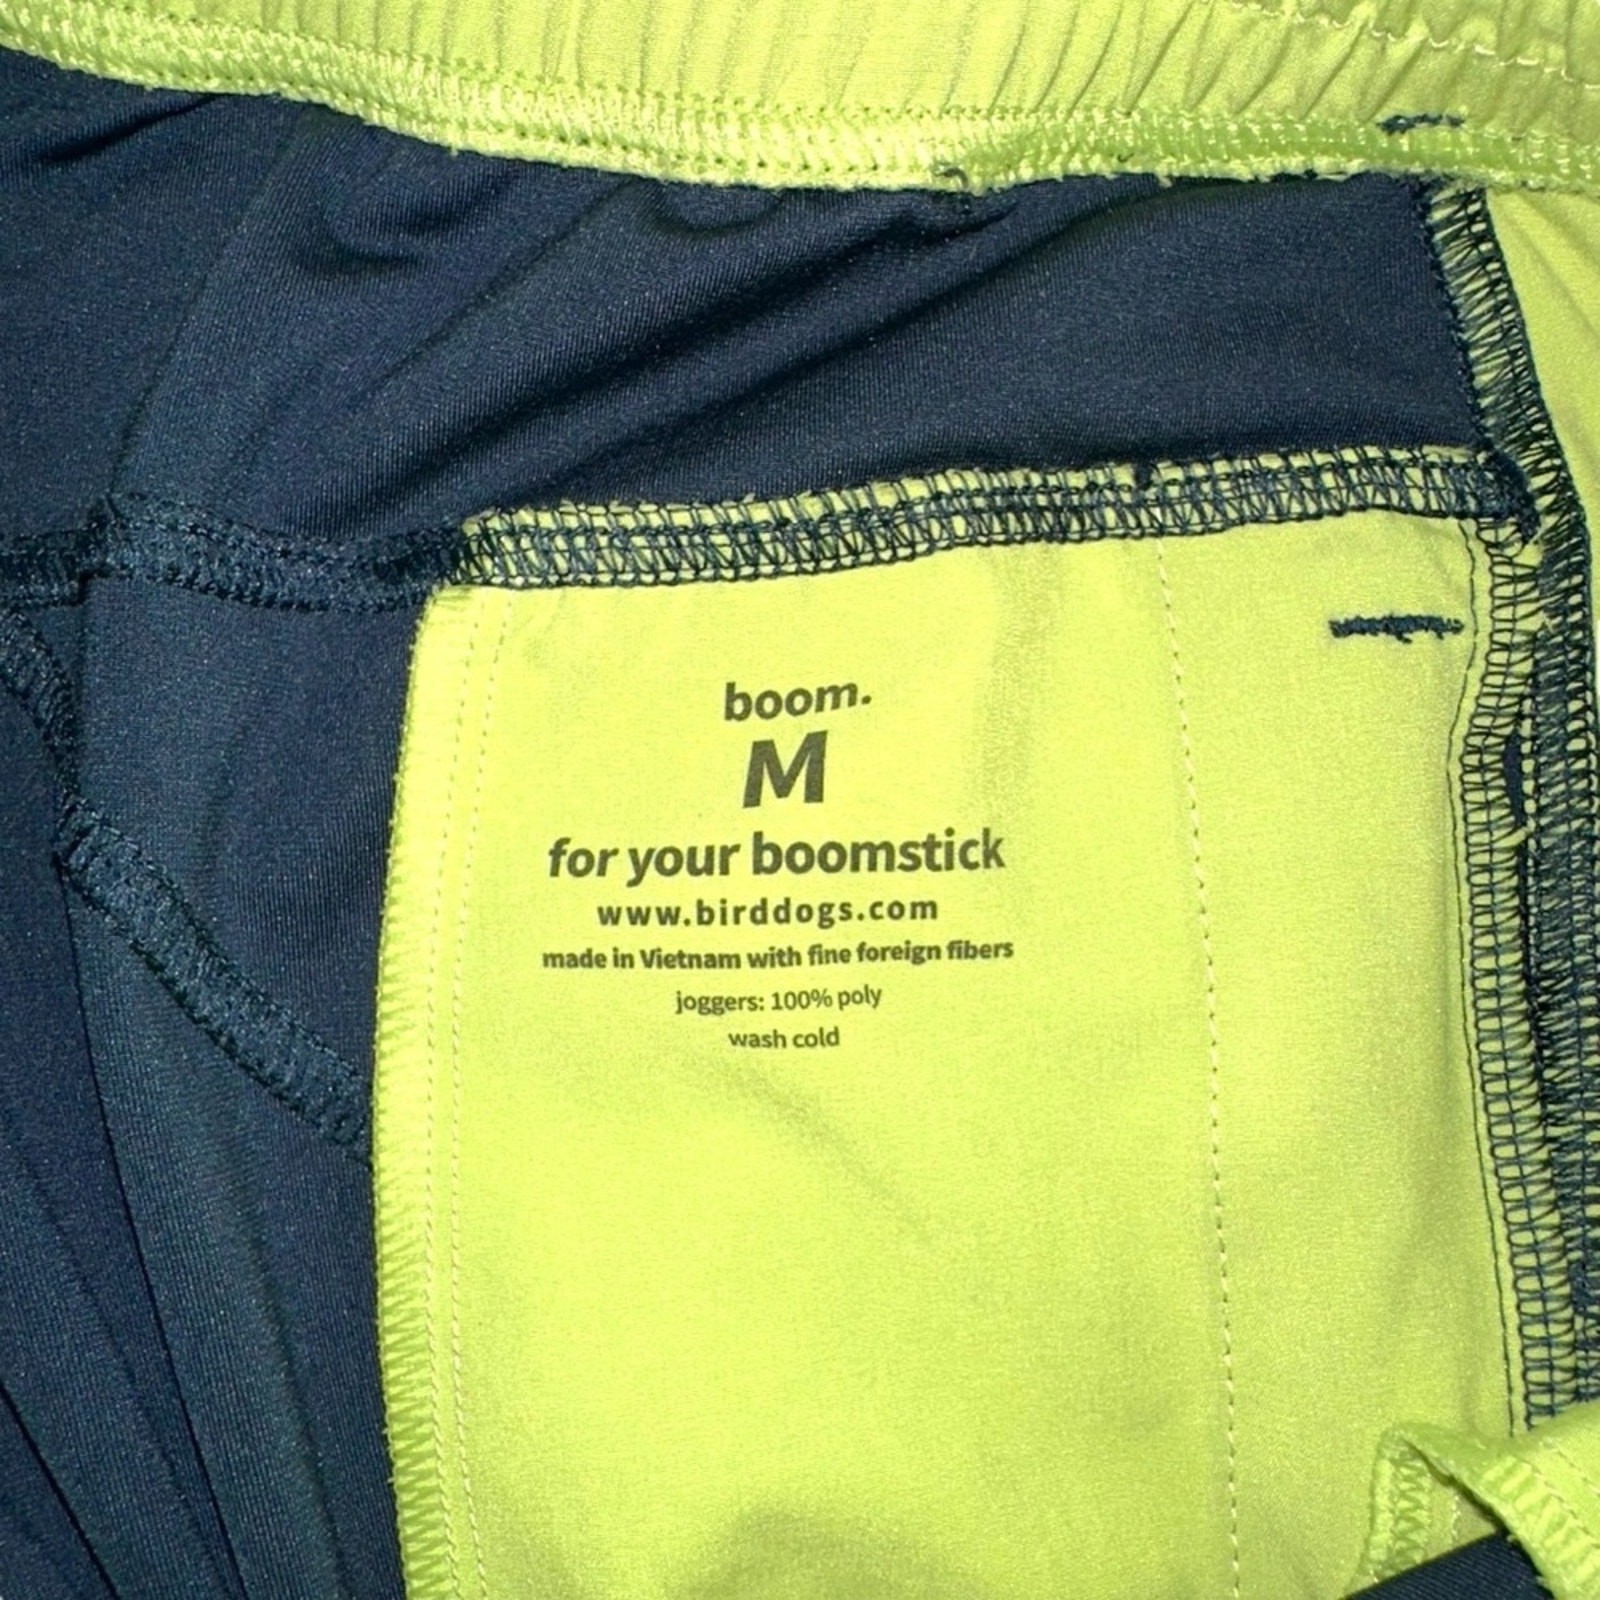 boom.
M
for your boomstick
www.birddogs.com
made in Vietnam with fine foreign fibers
joggers: 100% poly
wash cold